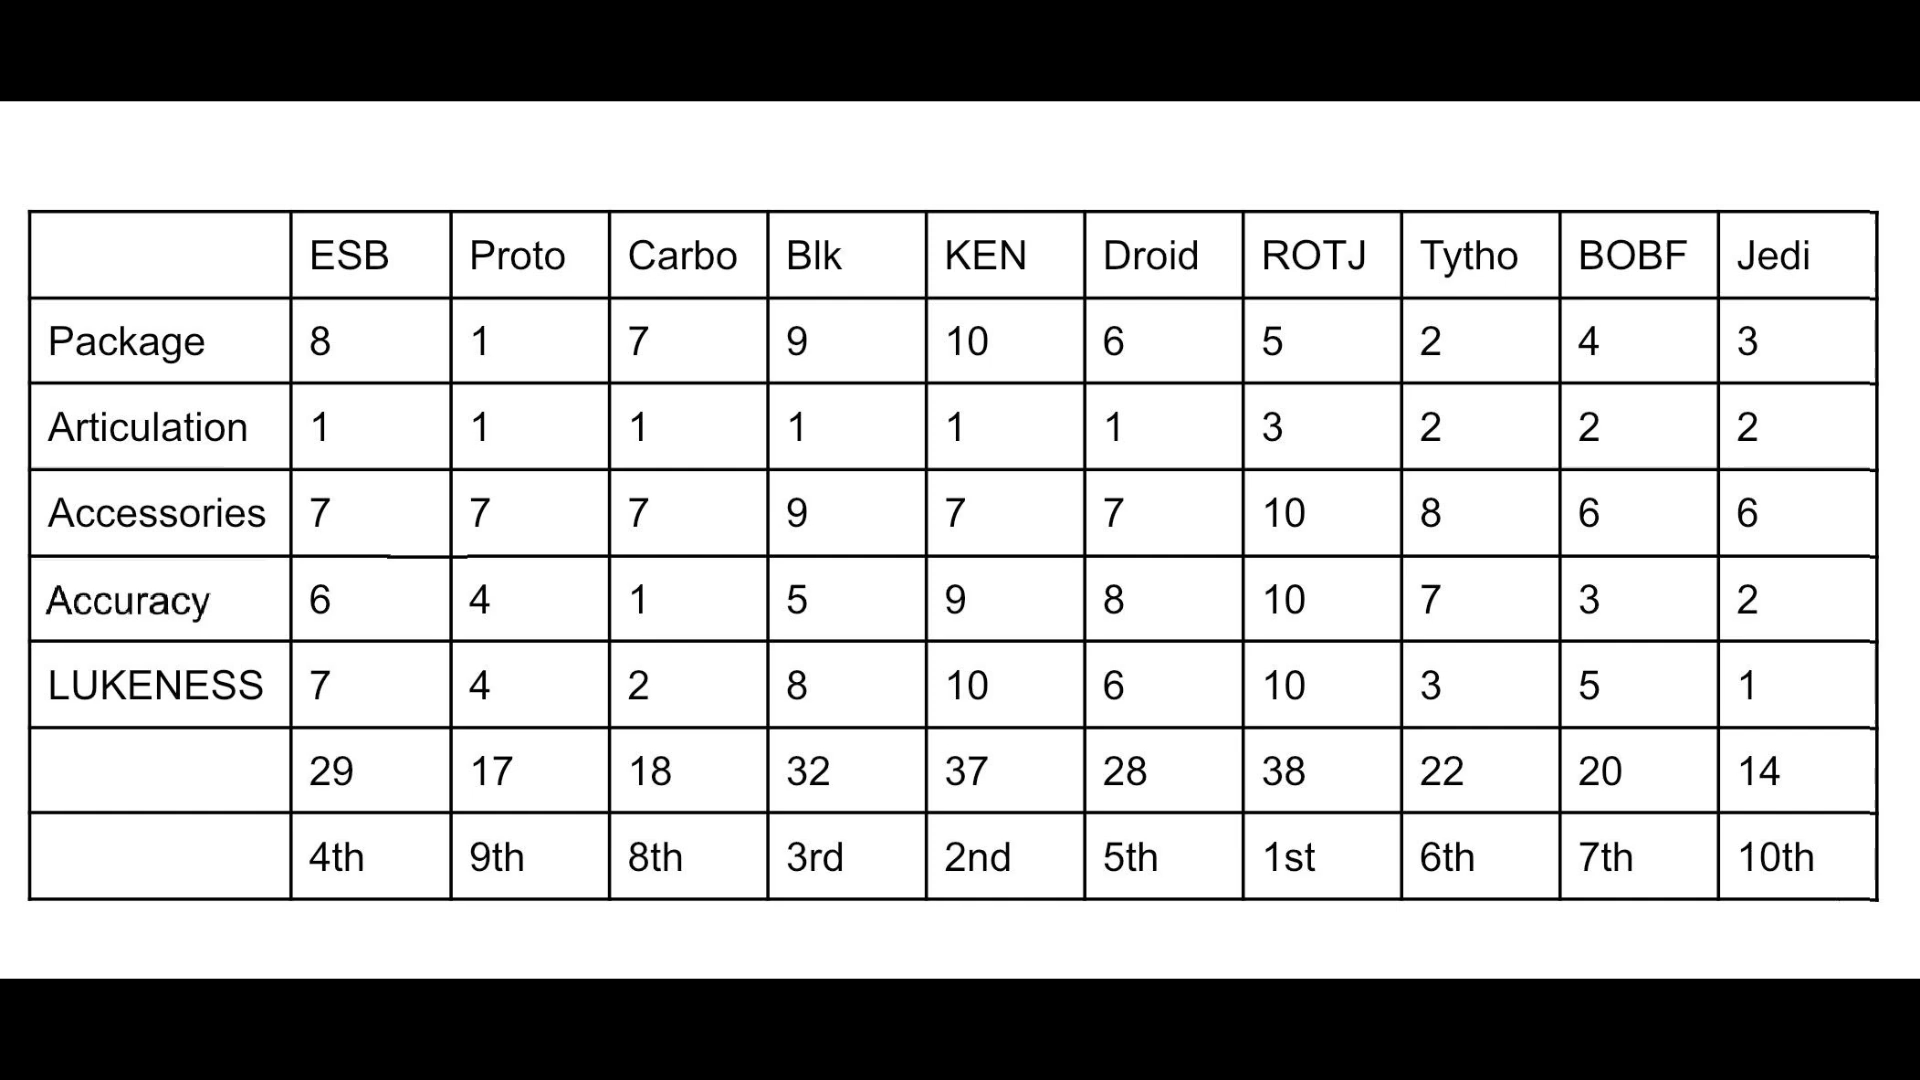 ESB Proto Carbo Blk KEN Droid ROTJ Tytho BOBF Jedi
Package 8 1 7 9 10 6 5 2 4 3
Articulation 1 1 1 1 1 1 3 2 2 2
Accessories 7 7 7 9 7 7 10 8 6 6
Accuracy 6 4 1 5 9 8 10 7 3 2
LUKENESS 7 4 2 8 10 6 10 3 5 1
29 17 18 32 37 28 38 22 20 14
4th 9th 8th 3rd 2nd 5th 1st 6th 7th 10th